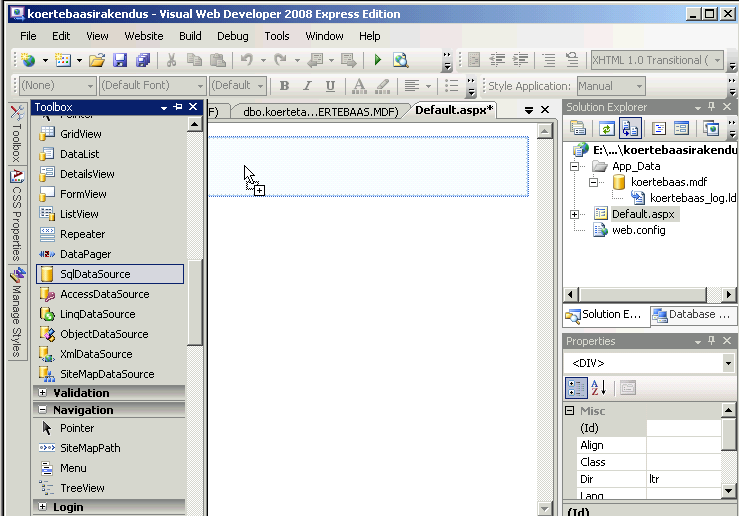 koertebaasirakendus - Visual Web Developer 2008 Express Edition
File Edit View Website Build Debug Tools Window Help
XHTML 1.0 Transitional (
(None) (Default Font) (Default B I U A Style Application: Manual
Toolbox
F) dbo.koerteta...ERTEBAAS.MDF) Default.aspx*
Solution Explorer
Toolbox
CSS Properties
Manage Styles
Pointer
GridView
DataList
DetailsView
FormView
ListView
Repeater
DataPager
SqlDataSource
AccessDataSource
LinqDataSource
ObjectDataSource
XmlDataSource
SiteMapDataSource
Validation
Navigation
Pointer
SiteMapPath
Menu
TreeView
Login
E:\...\koertebaasirakendu
App_Data
koertebaas.mdf
koertebaas_log.ld
Default.aspx
web.config
Solution E... Database ...
Properties
<DIV>
Misc
(Id)
Align
Class
Dir ltr
Lang
(Id)